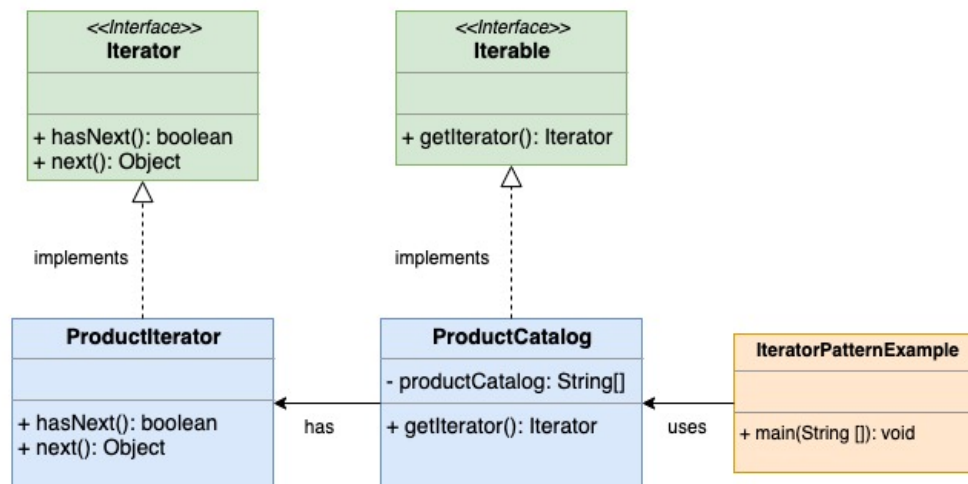 <<Interface>>
Iterator
+ hasNext(): boolean
+ next(): Object
<<Interface>>
Iterable
+ getIterator(): Iterator
implements
implements
ProductIterator
+ hasNext(): boolean
+ next(): Object
has
ProductCatalog
- productCatalog: String[]
+ getIterator(): Iterator
uses
IteratorPatternExample
+ main(String []): void